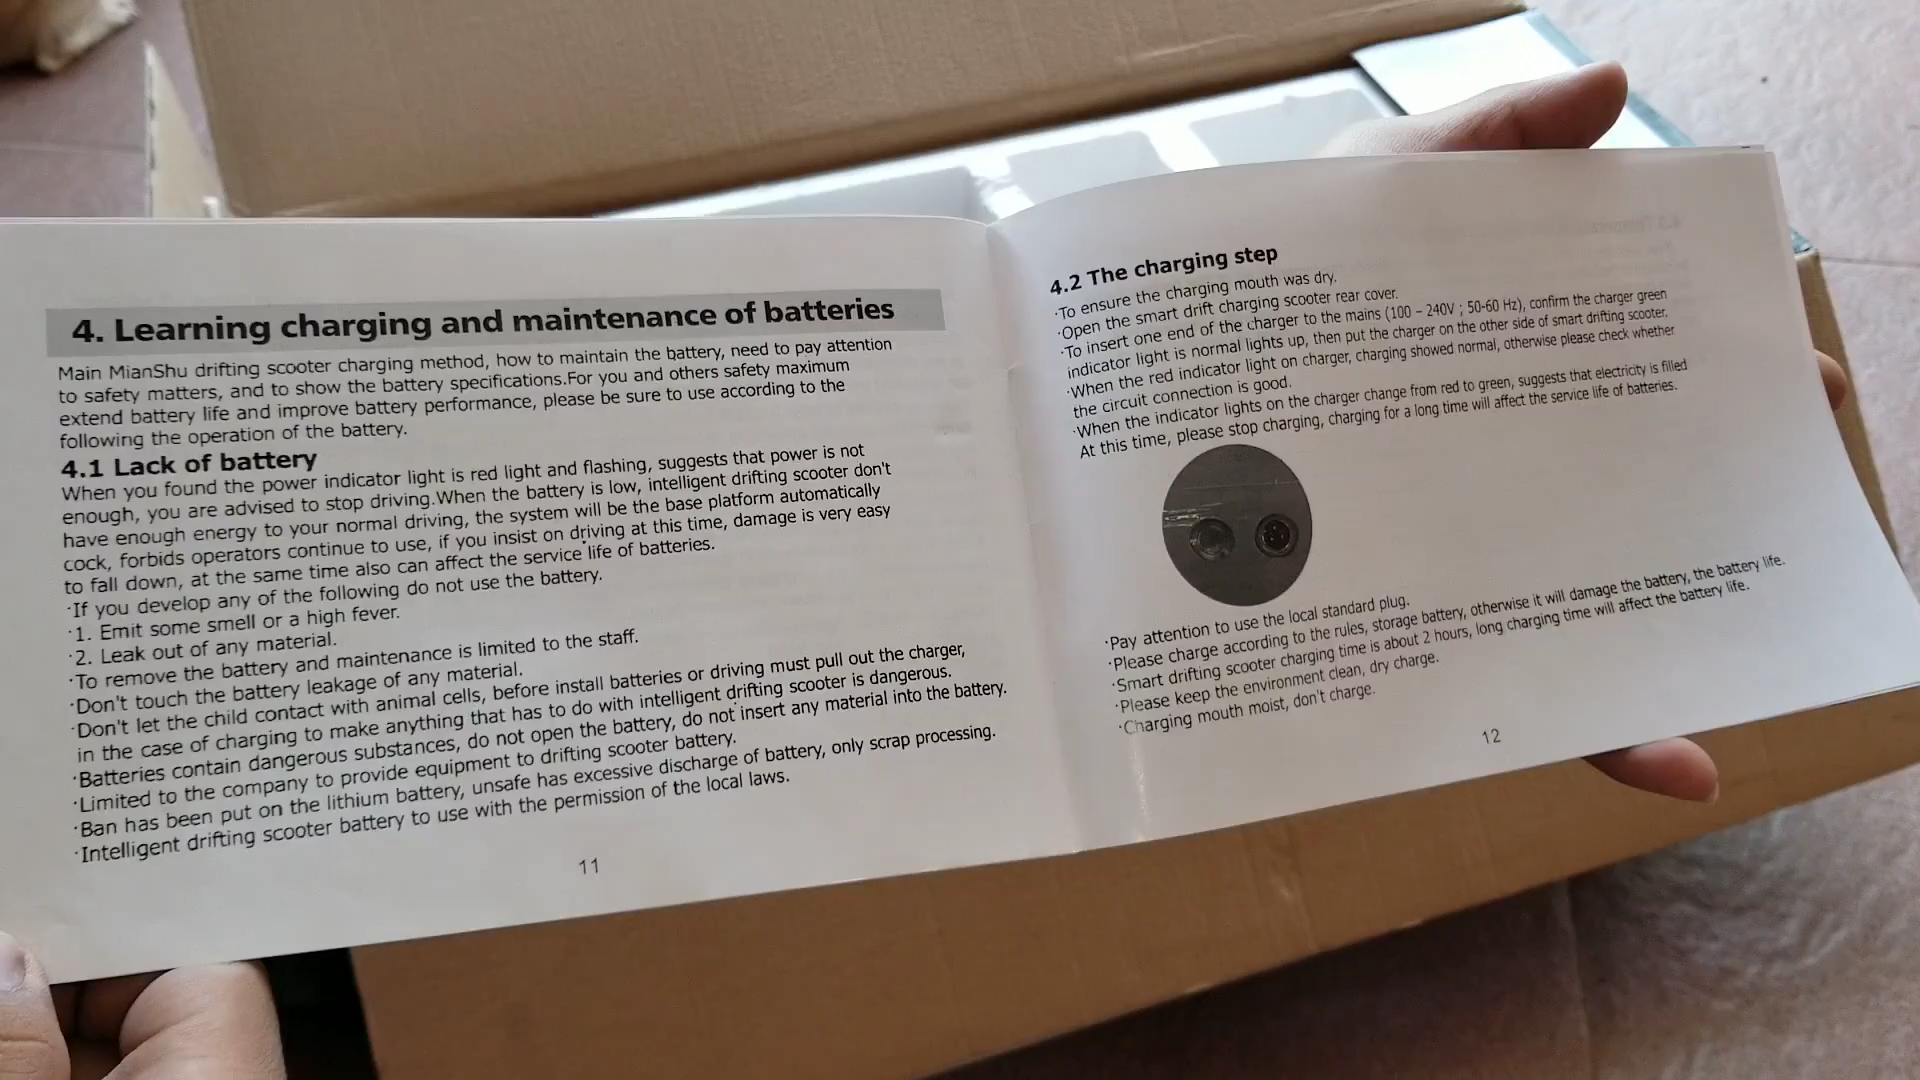 4. Learning charging and maintenance of batteries
Main MianShu drifting scooter charging method, how to maintain the battery, need to pay attention
to safety matters, and to show the battery specifications.For you and others safety maximum
extend battery life and improve battery performance, please be sure to use according to the
following the operation of the battery.
4.1 Lack of battery
When you found the power indicator light is red light and flashing, suggests that power is not
enough, you are advised to stop driving.When the battery is low, intelligent drifting scooter don't
have enough energy to your normal driving, the system will be the base platform automatically
cock, forbids operators continue to use, if you insist on driving at this time, damage is very easy
to fall down, at the same time also can affect the service life of batteries.
·If you develop any of the following do not use the battery.
·1. Emit some smell or a high fever.
·2. Leak out of any material.
·To remove the battery and maintenance is limited to the staff.
·Don't touch the battery leakage of any material.
·Don't let the child contact with animal cells, before install batteries or driving must pull out the charger,
in the case of charging to make anything that has to do with intelligent drifting scooter is dangerous.
·Batteries contain dangerous substances, do not open the battery, do not insert any material into the battery.
·Limited to the company to provide equipment to drifting scooter battery.
·Ban has been put on the lithium battery, unsafe has excessive discharge of battery, only scrap processing.
·Intelligent drifting scooter battery to use with the permission of the local laws.
11
4.2 The charging step
·To ensure the charging mouth was dry.
·Open the smart drift charging scooter rear cover.
·To insert one end of the charger to the mains (100 – 240V ; 50-60 Hz), confirm the charger green
indicator light is normal lights up, then put the charger on the other side of smart drifting scooter.
·When the red indicator light on charger, charging showed normal, otherwise please check whether
the circuit connection is good.
·When the indicator lights on the charger change from red to green, suggests that electricity is filled
At this time, please stop charging, charging for a long time will affect the service life of batteries.
·Pay attention to use the local standard plug.
·Please charge according to the rules, storage battery, otherwise it will damage the battery, the battery life.
·Smart drifting scooter charging time is about 2 hours, long charging time will affect the battery life.
·Please keep the environment clean, dry charge.
·Charging mouth moist, don't charge.
12